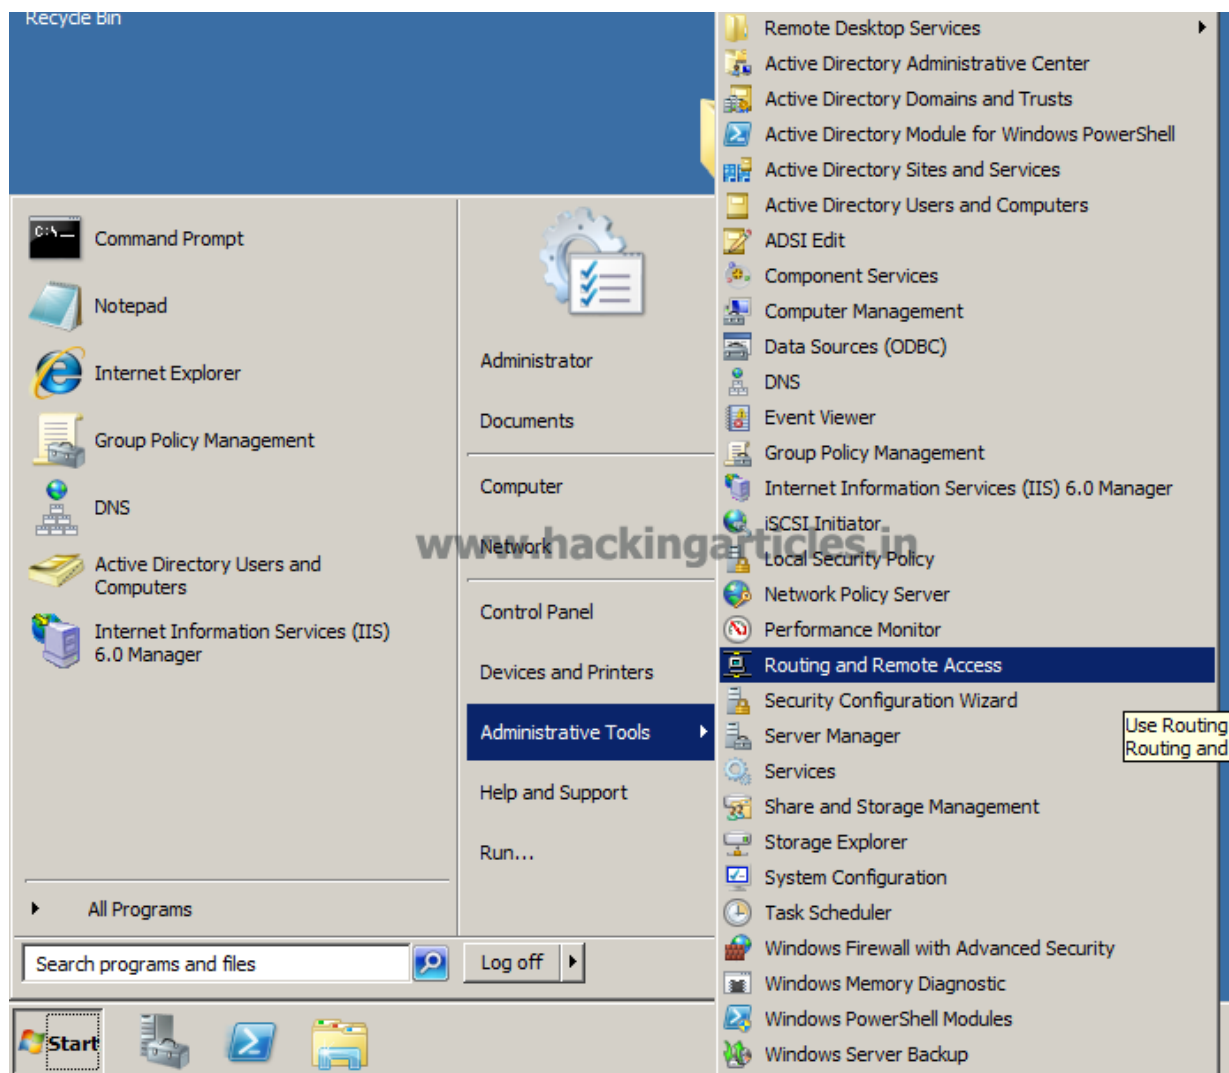 Recycle Bin
Command Prompt
Notepad
Internet Explorer
Group Policy Management
DNS
Active Directory Users and
Computers
Internet Information Services (IIS)
6.0 Manager
All Programs
Search programs and files
Administrator
Documents
Computer
Network
Control Panel
Devices and Printers
Administrative Tools
Help and Support
Run...
Log off
Remote Desktop Services
Active Directory Administrative Center
Active Directory Domains and Trusts
Active Directory Module for Windows PowerShell
Active Directory Sites and Services
Active Directory Users and Computers
ADSI Edit
Component Services
Computer Management
Data Sources (ODBC)
DNS
Event Viewer
Group Policy Management
Internet Information Services (IIS) 6.0 Manager
iSCSI Initiator
Local Security Policy
Network Policy Server
Performance Monitor
Routing and Remote Access
Security Configuration Wizard
Server Manager
Services
Share and Storage Management
Storage Explorer
System Configuration
Task Scheduler
Windows Firewall with Advanced Security
Windows Memory Diagnostic
Windows PowerShell Modules
Windows Server Backup
Use Routing
Routing and
www.hackingarticles.in
Start
C:\